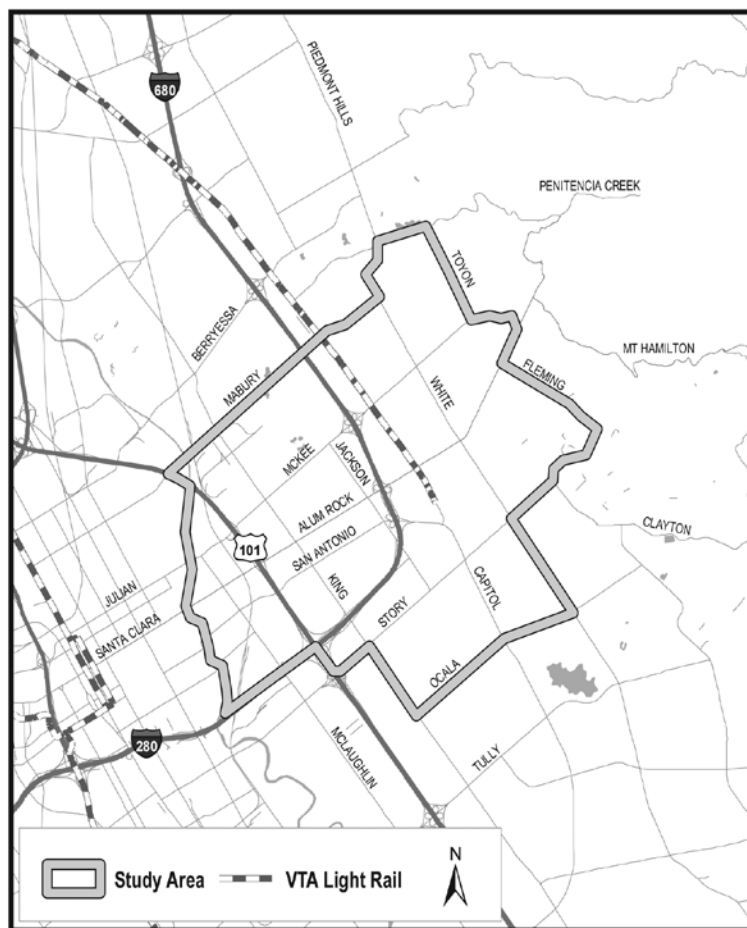 PIEDMONT HILLS
680
PENITENCIA CREEK
TOYON
BERRYESSA
MT HAMILTON
FLEMING
MABURY
WHITE
MCKEE
JACKSON
ALUM ROCK
CLAYTON
SAN ANTONIO
101
JULIAN
KING
CAPITOL
STORY
SANTA CLARA
OCALA
280
MCLAUGHLIN
TULLY
N
Study Area
VTA Light Rail